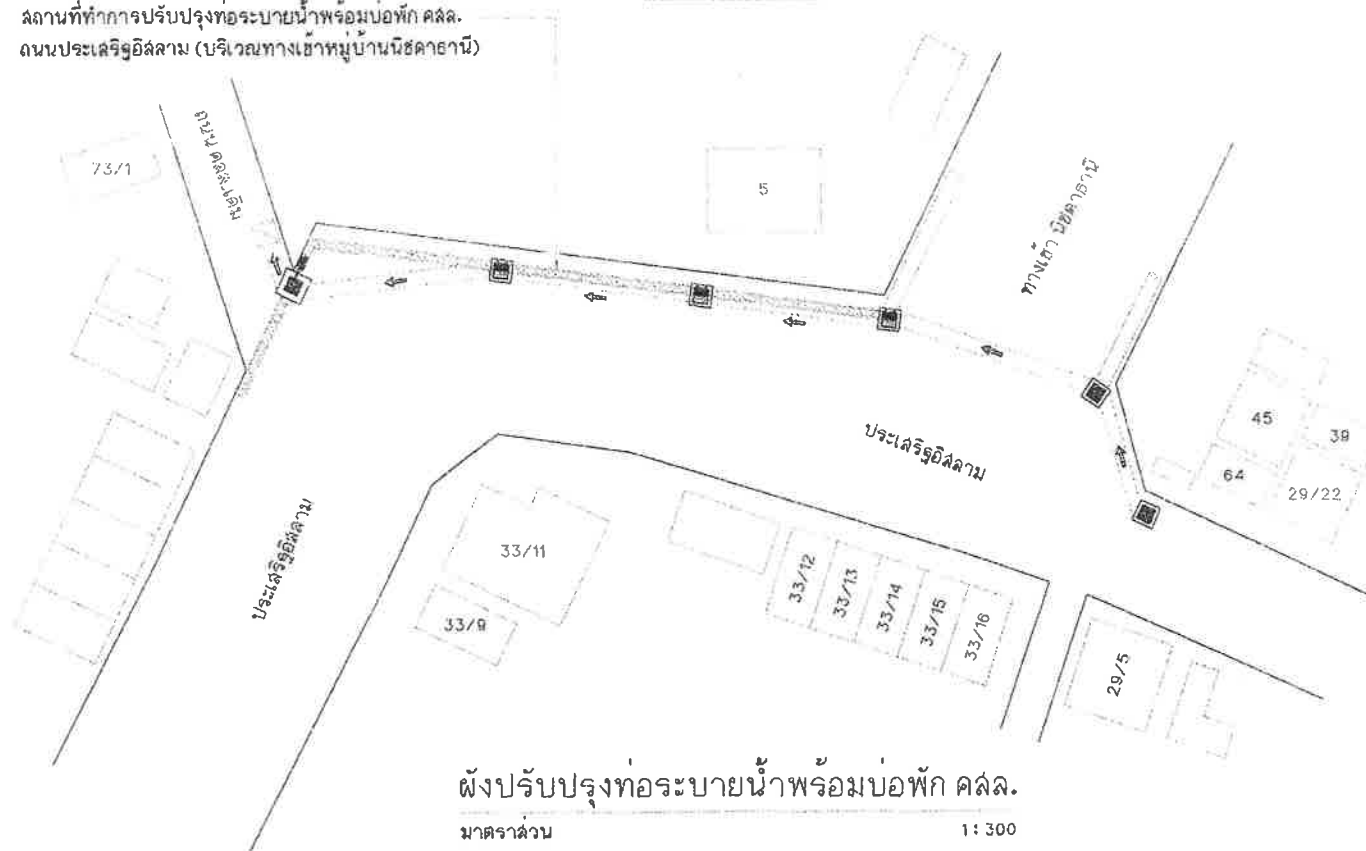 สถานที่ทำการปรับปรุงท่อระบายน้ำพร้อมบ่อพัก คสล.
ถนนประเสริฐอิสลาม (บริเวณทางเข้าหมู่บ้านนิชดาธานี)
ถนน คสล.เดิม
73/1
5
ทางเข้า นิชดาธานี
45
39
64
29/22
ประเสริฐอิสลาม
ประเสริฐอิสลาม
33/11
33/9
33/12
33/13
33/14
33/15
33/16
29/5
ผังปรับปรุงท่อระบายน้ำพร้อมบ่อพัก คสล.
มาตราส่วน 1:300